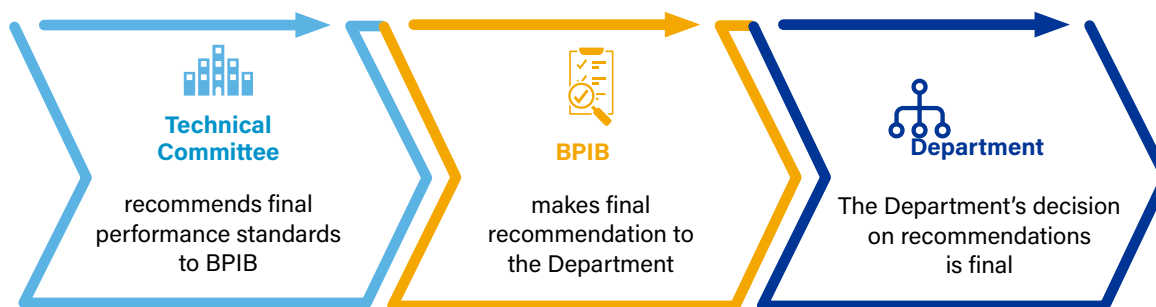 Technical
Committee
recommends final
performance standards
to BPIB
BPIB
makes final
recommendation to
the Department
Department
The Department’s decision
on recommendations
is final